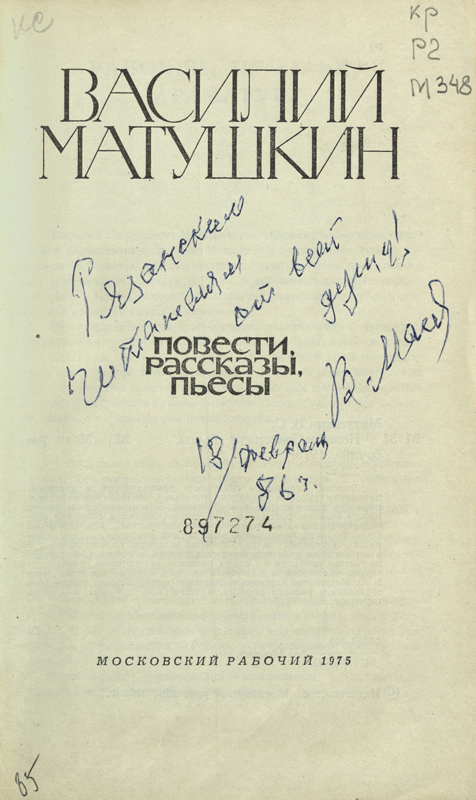 КС
кр
Р2
М348
ВАСИЛИЙ
МАТУШКИН
Рязанским
читателям
от всей
души!
ПОВЕСТИ,
РАССКАЗЫ,
ПЬЕСЫ
В.
18/февраля
86 г.
897274
МОСКОВСКИЙ РАБОЧИЙ 1975
85